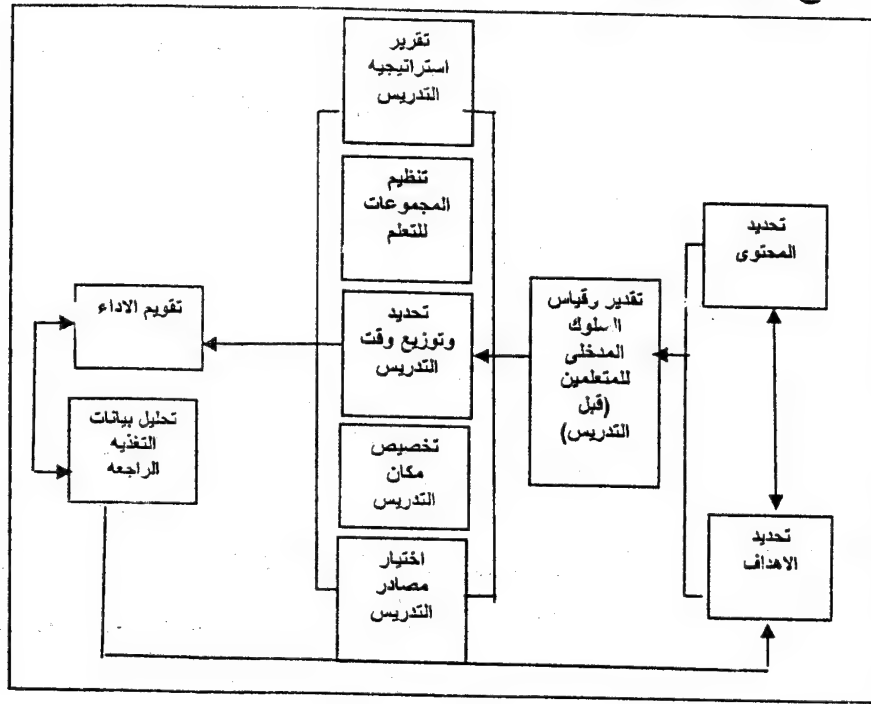 تحديد
المحتوى
تحديد
الاهداف
تقدير وقياس
السلوك
المدخلى
للمتعلمين
(قبل
التدريس)
تقرير
استراتيجيه
التدريس
تنظيم
المجموعات
للتعلم
تحديد
وتوزيع وقت
التدريس
تخصيص
مكان
التدريس
اختيار
مصادر
التدريس
تقويم الاداء
تحليل بيانات
التغذيه
الراجعه